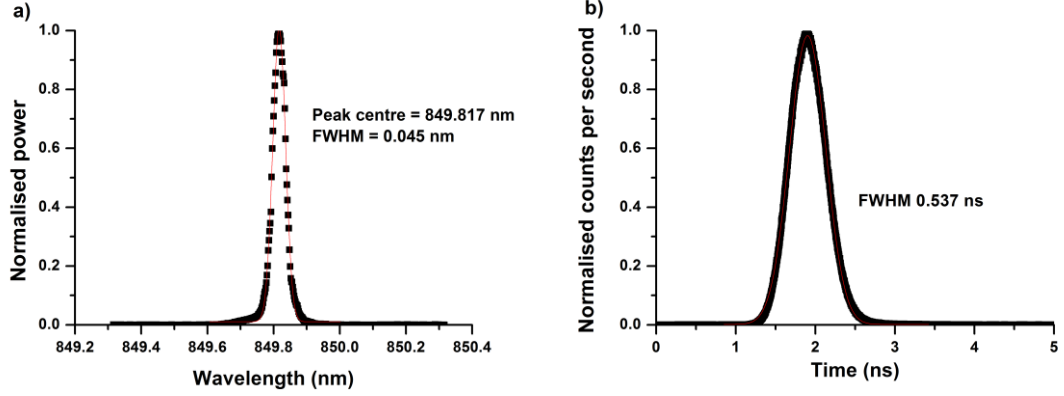 a)
Normalised power
1.0
0.8
0.6
0.4
0.2
0.0
Peak centre = 849.817 nm
FWHM = 0.045 nm
849.2 849.4 849.6 849.8 850.0 850.2 850.4
Wavelength (nm)
b)
Normalised counts per second
1.0
0.8
0.6
0.4
0.2
0.0
FWHM 0.537 ns
0 1 2 3 4 5
Time (ns)